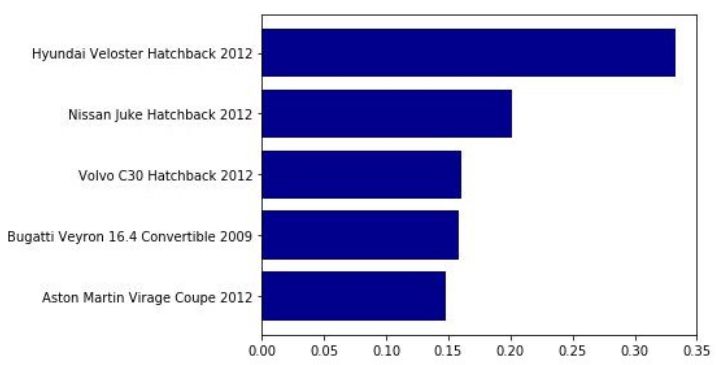 Hyundai Veloster Hatchback 2012
Nissan Juke Hatchback 2012
Volvo C30 Hatchback 2012
Bugatti Veyron 16.4 Convertible 2009
Aston Martin Virage Coupe 2012
0.00 0.05 0.10 0.15 0.20 0.25 0.30 0.35